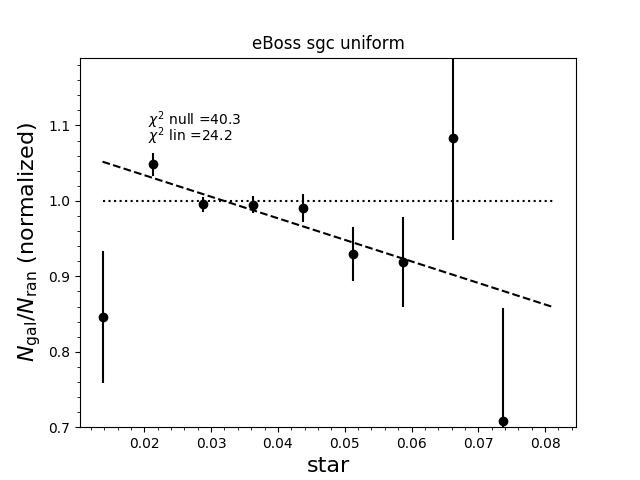 eBoss sgc uniform
χ² null =40.3
χ² lin =24.2
N_gal/N_ran (normalized)
1.1
1.0
0.9
0.8
0.7
0.02 0.03 0.04 0.05 0.06 0.07 0.08
star